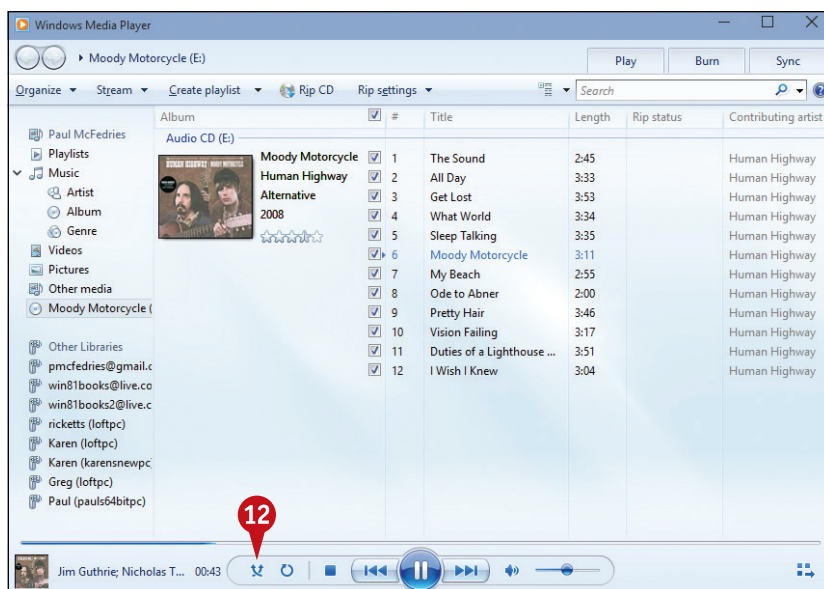 Windows Media Player
Moody Motorcycle (E:)
Play Burn Sync
Organize Stream Create playlist Rip CD Rip settings Search
Album # Title Length Rip status Contributing artist
Paul McFedries
Playlists
Music
Artist
Album
Genre
Videos
Pictures
Other media
Moody Motorcycle (
Other Libraries
pmcfedries@gmail.c
win81books@live.co
win81books2@live.c
ricketts (loftpc)
Karen (loftpc)
Karen (karensnewpc
Greg (loftpc)
Paul (pauls64bitpc)
Audio CD (E:)
HUMAN HIGHWAY MOODY MOTORCYCLE
Moody Motorcycle
Human Highway
Alternative
2008
1 The Sound 2:45 Human Highway
2 All Day 3:33 Human Highway
3 Get Lost 3:53 Human Highway
4 What World 3:34 Human Highway
5 Sleep Talking 3:35 Human Highway
6 Moody Motorcycle 3:11 Human Highway
7 My Beach 2:55 Human Highway
8 Ode to Abner 2:00 Human Highway
9 Pretty Hair 3:46 Human Highway
10 Vision Failing 3:17 Human Highway
11 Duties of a Lighthouse ... 3:51 Human Highway
12 I Wish I Knew 3:04 Human Highway
12
Jim Guthrie; Nicholas T... 00:43